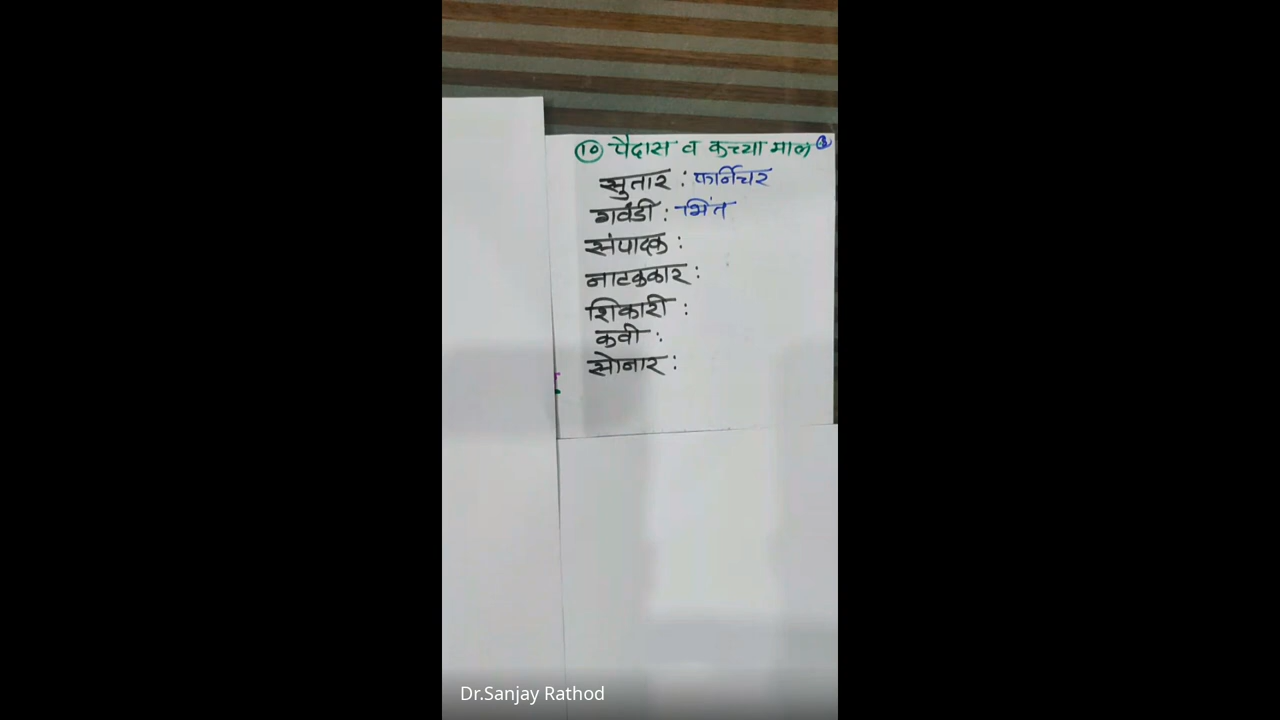 १० पैदास व कच्चा माल
सुतार : फर्निचर
गवंडी : भिंत
संपादक :
नाटककार :
शिकारी :
कवी :
सोनार :
Dr.Sanjay Rathod